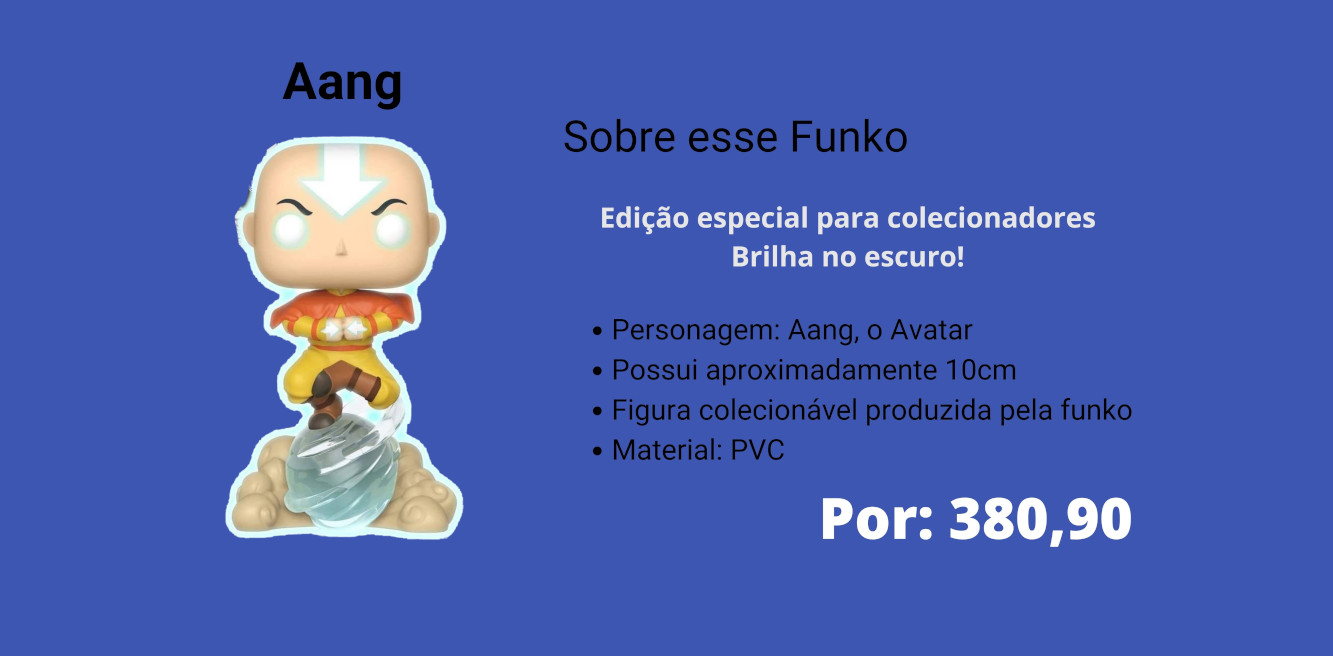 Aang
Sobre esse Funko
Edição especial para colecionadores
Brilha no escuro!
• Personagem: Aang, o Avatar
• Possui aproximadamente 10cm
• Figura colecionável produzida pela funko
• Material: PVC
Por: 380,90